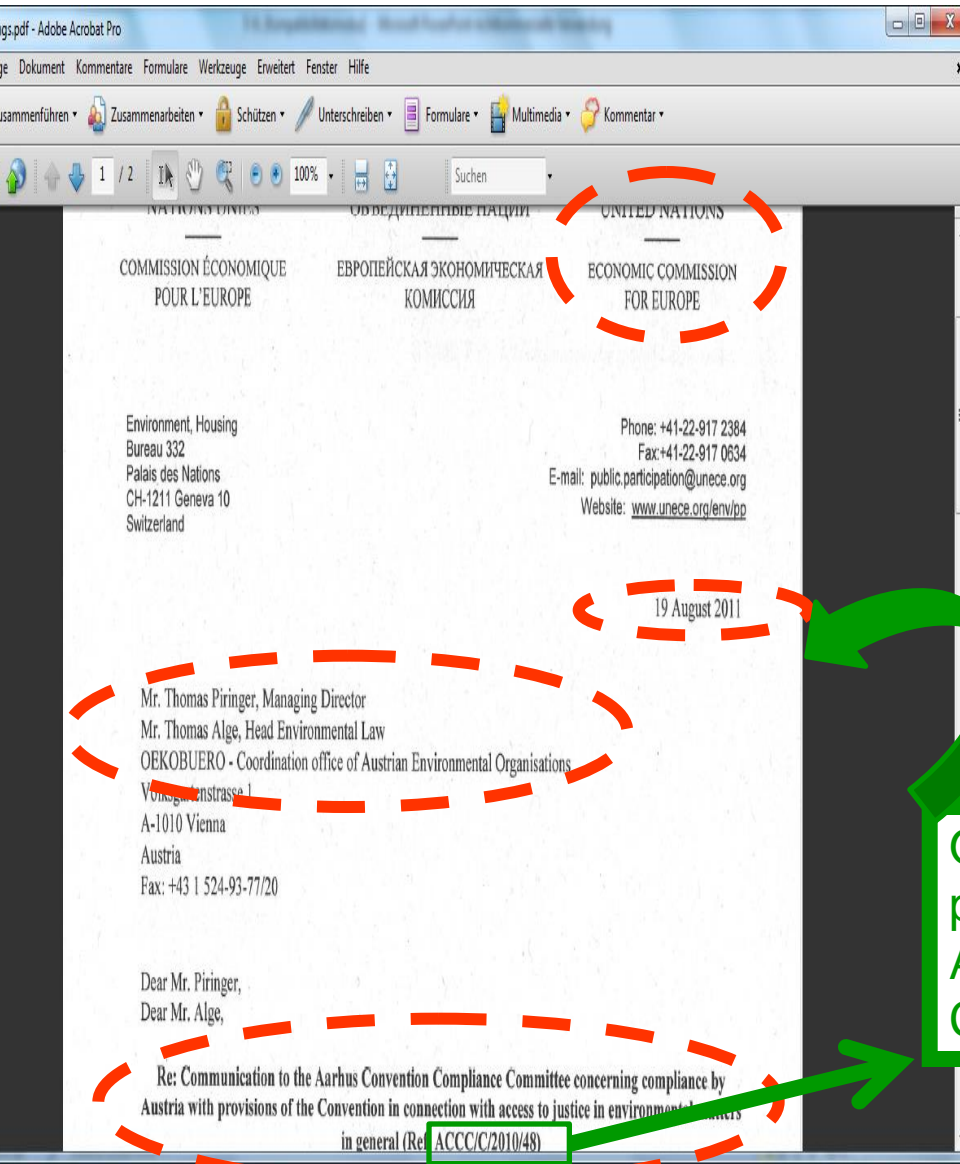 ngs.pdf - Adobe Acrobat Pro
ge Dokument Kommentare Formulare Werkzeuge Erweitert Fenster Hilfe
usammenführen Zusammenarbeiten Schützen Unterschreiben Formulare Multimedia Kommentar
1 / 2 100% Suchen
NATIONS UNIES ОБЪЕДИНЕННЫЕ НАЦИИ UNITED NATIONS
COMMISSION ÉCONOMIQUE ЕВРОПЕЙСКАЯ ЭКОНОМИЧЕСКАЯ ECONOMIC COMMISSION
POUR L'EUROPE КОМИССИЯ FOR EUROPE
Environment, Housing
Bureau 332
Palais des Nations
CH-1211 Geneva 10
Switzerland
Phone: +41-22-917 2384
Fax:+41-22-917 0634
E-mail: public.participation@unece.org
Website: www.unece.org/env/pp
19 August 2011
Mr. Thomas Piringer, Managing Director
Mr. Thomas Alge, Head Environmental Law
OEKOBUERO - Coordination office of Austrian Environmental Organisations
Volksgartenstrasse 1
A-1010 Vienna
Austria
Fax: +43 1 524-93-77/20
Dear Mr. Piringer,
Dear Mr. Alge,
Re: Communication to the Aarhus Convention Compliance Committee concerning compliance by
Austria with provisions of the Convention in connection with access to justice in environmental matters
in general (Ref. ACCC/C/2010/48)